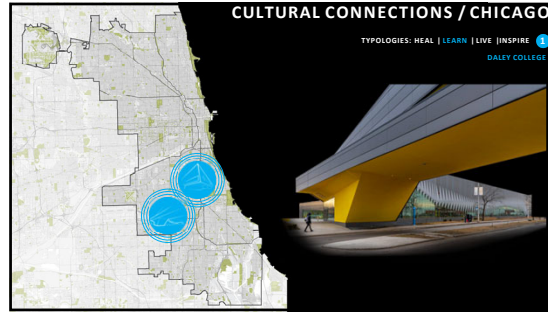 CULTURAL CONNECTIONS / CHICAGO
TYPOLOGIES: HEAL | LEARN | LIVE | INSPIRE 1
DALEY COLLEGE